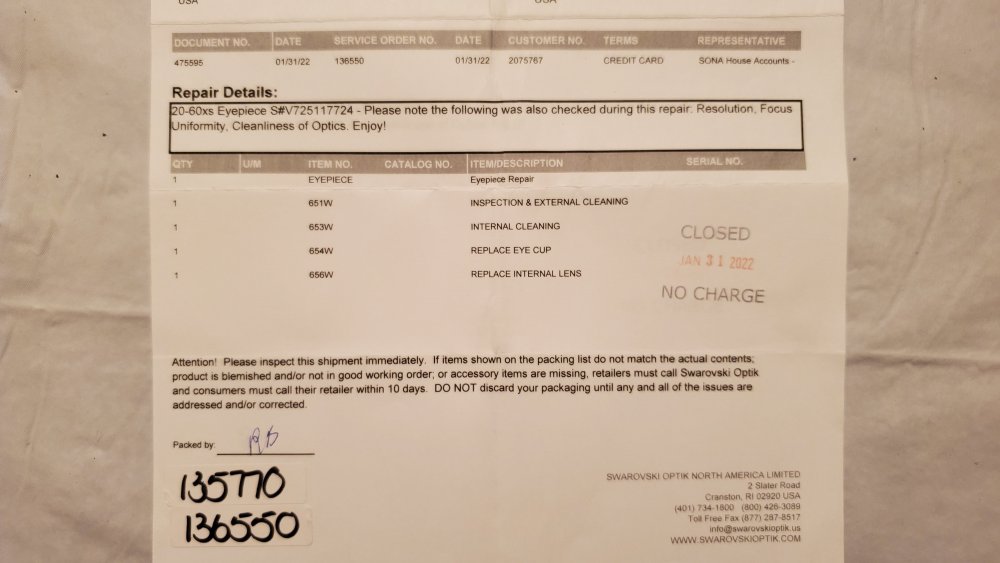 USA USA
DOCUMENT NO. DATE SERVICE ORDER NO. DATE CUSTOMER NO. TERMS REPRESENTATIVE
475595 01/31/22 136550 01/31/22 2075767 CREDIT CARD SONA House Accounts -
Repair Details:
20-60xs Eyepiece S#V725117724 - Please note the following was also checked during this repair: Resolution, Focus
Uniformity, Cleanliness of Optics. Enjoy!
QTY U/M ITEM NO. CATALOG NO. ITEM/DESCRIPTION SERIAL NO.
1 EYEPIECE Eyepiece Repair
1 651W INSPECTION & EXTERNAL CLEANING
1 653W INTERNAL CLEANING
1 654W REPLACE EYE CUP
1 656W REPLACE INTERNAL LENS
CLOSED
JAN 31 2022
NO CHARGE
Attention! Please inspect this shipment immediately. If items shown on the packing list do not match the actual contents;
product is blemished and/or not in good working order; or accessory items are missing, retailers must call Swarovski Optik
and consumers must call their retailer within 10 days. DO NOT discard your packaging until any and all of the issues are
addressed and/or corrected.
Packed by:
135770
136550
SWAROVSKI OPTIK NORTH AMERICA LIMITED
2 Slater Road
Cranston, RI 02920 USA
(401) 734-1800 (800) 426-3089
Toll Free Fax (877) 287-8517
info@swarovskioptik.us
WWW.SWAROVSKIOPTIK.COM